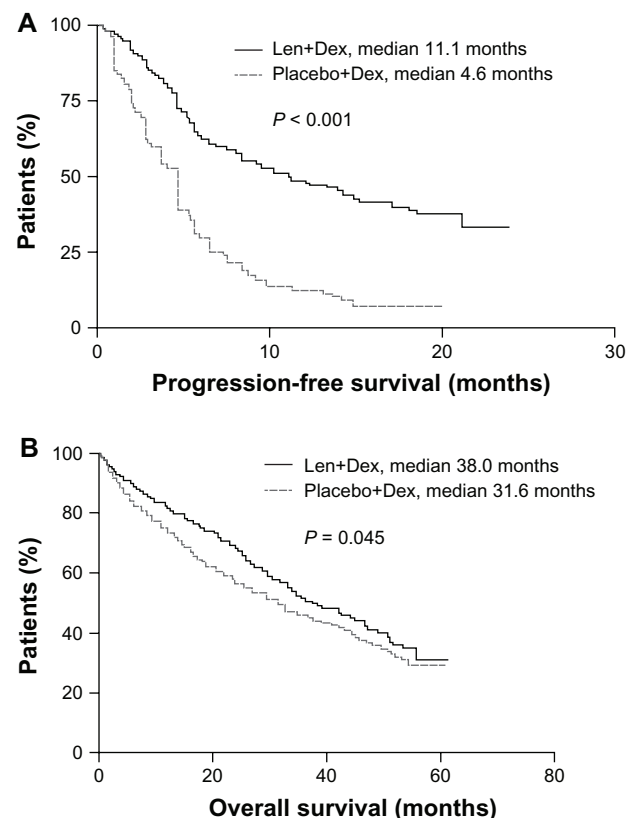 A
100
75
50
25
0
Patients (%)
Len+Dex, median 11.1 months
Placebo+Dex, median 4.6 months
P < 0.001
0 10 20 30
Progression-free survival (months)
B
100
80
60
40
20
0
Patients (%)
Len+Dex, median 38.0 months
Placebo+Dex, median 31.6 months
P = 0.045
0 20 40 60 80
Overall survival (months)